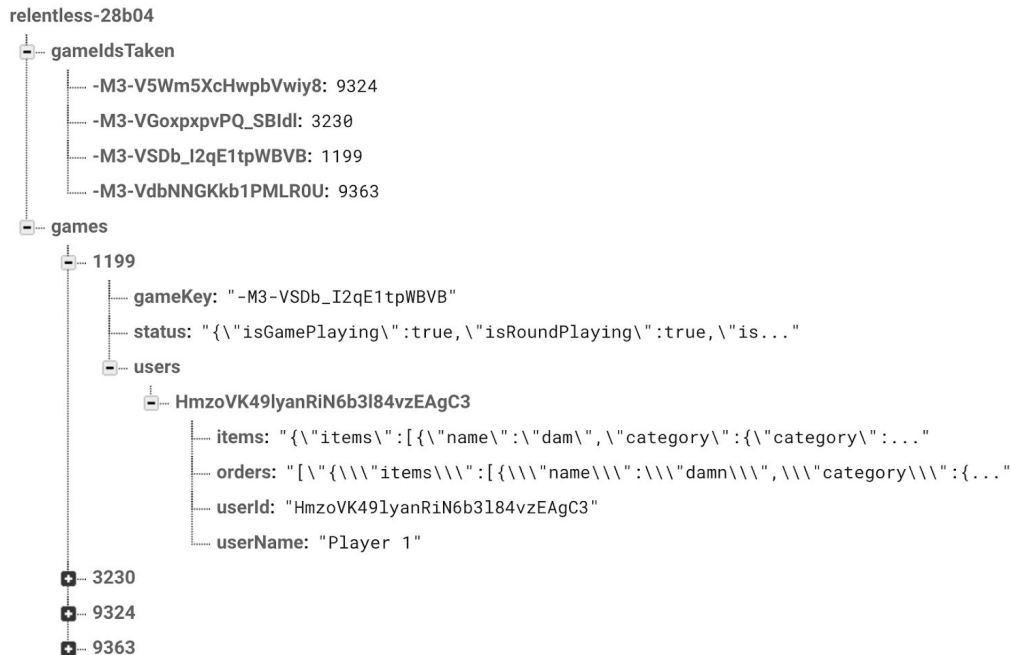 relentless-28b04
gameIdsTaken
-M3-V5Wm5XcHwpbVwiy8: 9324
-M3-VGoxpxpvPQ_SBIdl: 3230
-M3-VSDb_I2qE1tpWBVB: 1199
-M3-VdbNNGKkb1PMLR0U: 9363
games
1199
gameKey: "-M3-VSDb_I2qE1tpWBVB"
status: "{\"isGamePlaying\":true,\"isRoundPlaying\":true,\"is..."
users
HmzoVK49lyanRiN6b3l84vzEAgC3
items: "{\"items\":[{\"name\":\"dam\",\"category\":{\"category\":..."
orders: "[\"{\\\"items\\\":[{\\\"name\\\":\\\"damn\\\",\\\"category\\\":{..."
userId: "HmzoVK49lyanRiN6b3l84vzEAgC3"
userName: "Player 1"
3230
9324
9363